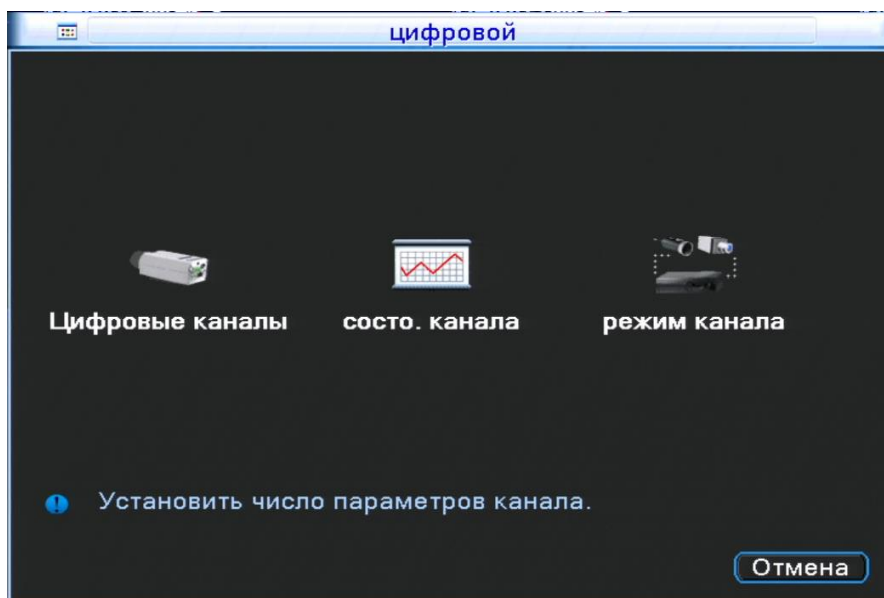 цифровой
Цифровые каналы
состо. канала
режим канала
Установить число параметров канала.
Отмена